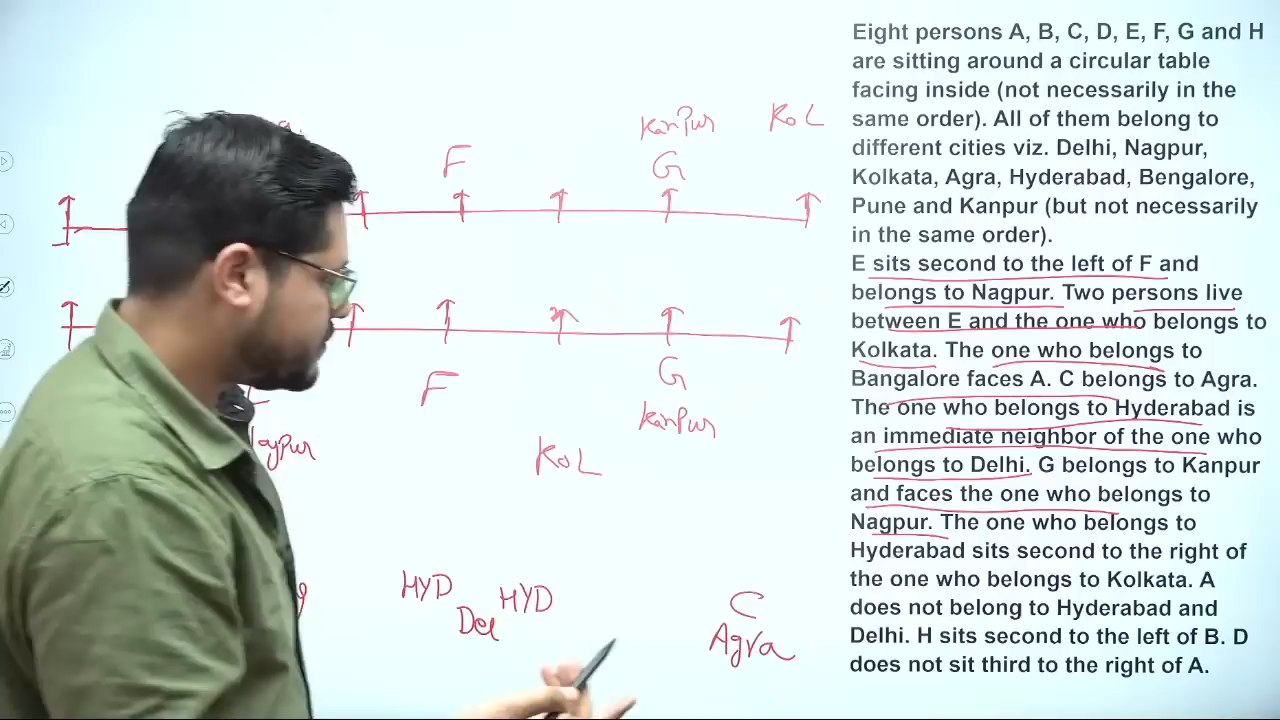 Eight persons A, B, C, D, E, F, G and H
are sitting around a circular table
facing inside (not necessarily in the
same order). All of them belong to
different cities viz. Delhi, Nagpur,
Kolkata, Agra, Hyderabad, Bengalore,
Pune and Kanpur (but not necessarily
in the same order).
E sits second to the left of F and
belongs to Nagpur. Two persons live
between E and the one who belongs to
Kolkata. The one who belongs to
Bangalore faces A. C belongs to Agra.
The one who belongs to Hyderabad is
an immediate neighbor of the one who
belongs to Delhi. G belongs to Kanpur
and faces the one who belongs to
Nagpur. The one who belongs to
Hyderabad sits second to the right of
the one who belongs to Kolkata. A
does not belong to Hyderabad and
Delhi. H sits second to the left of B. D
does not sit third to the right of A.
KanPur KoL
F G
F G
KanPur
KoL
HYD HYD
Del
C
Agra